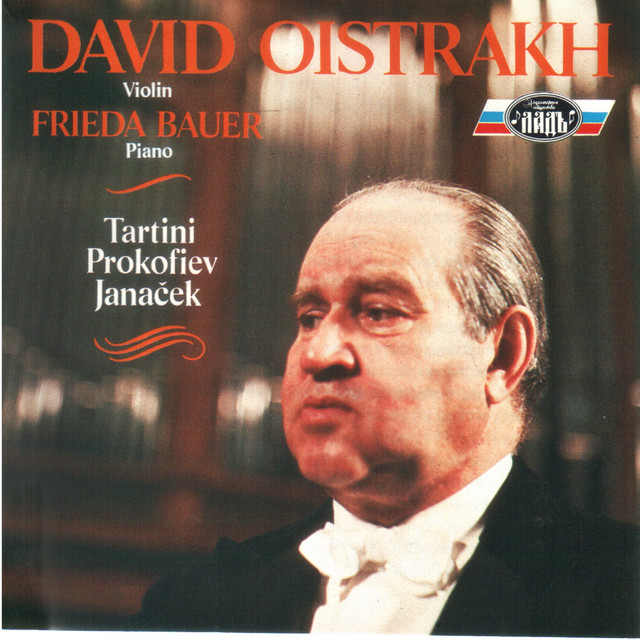 DAVID OISTRAKH
Violin
FRIEDA BAUER
Piano
ЛАДЪ
Tartini
Prokofiev
Janaček